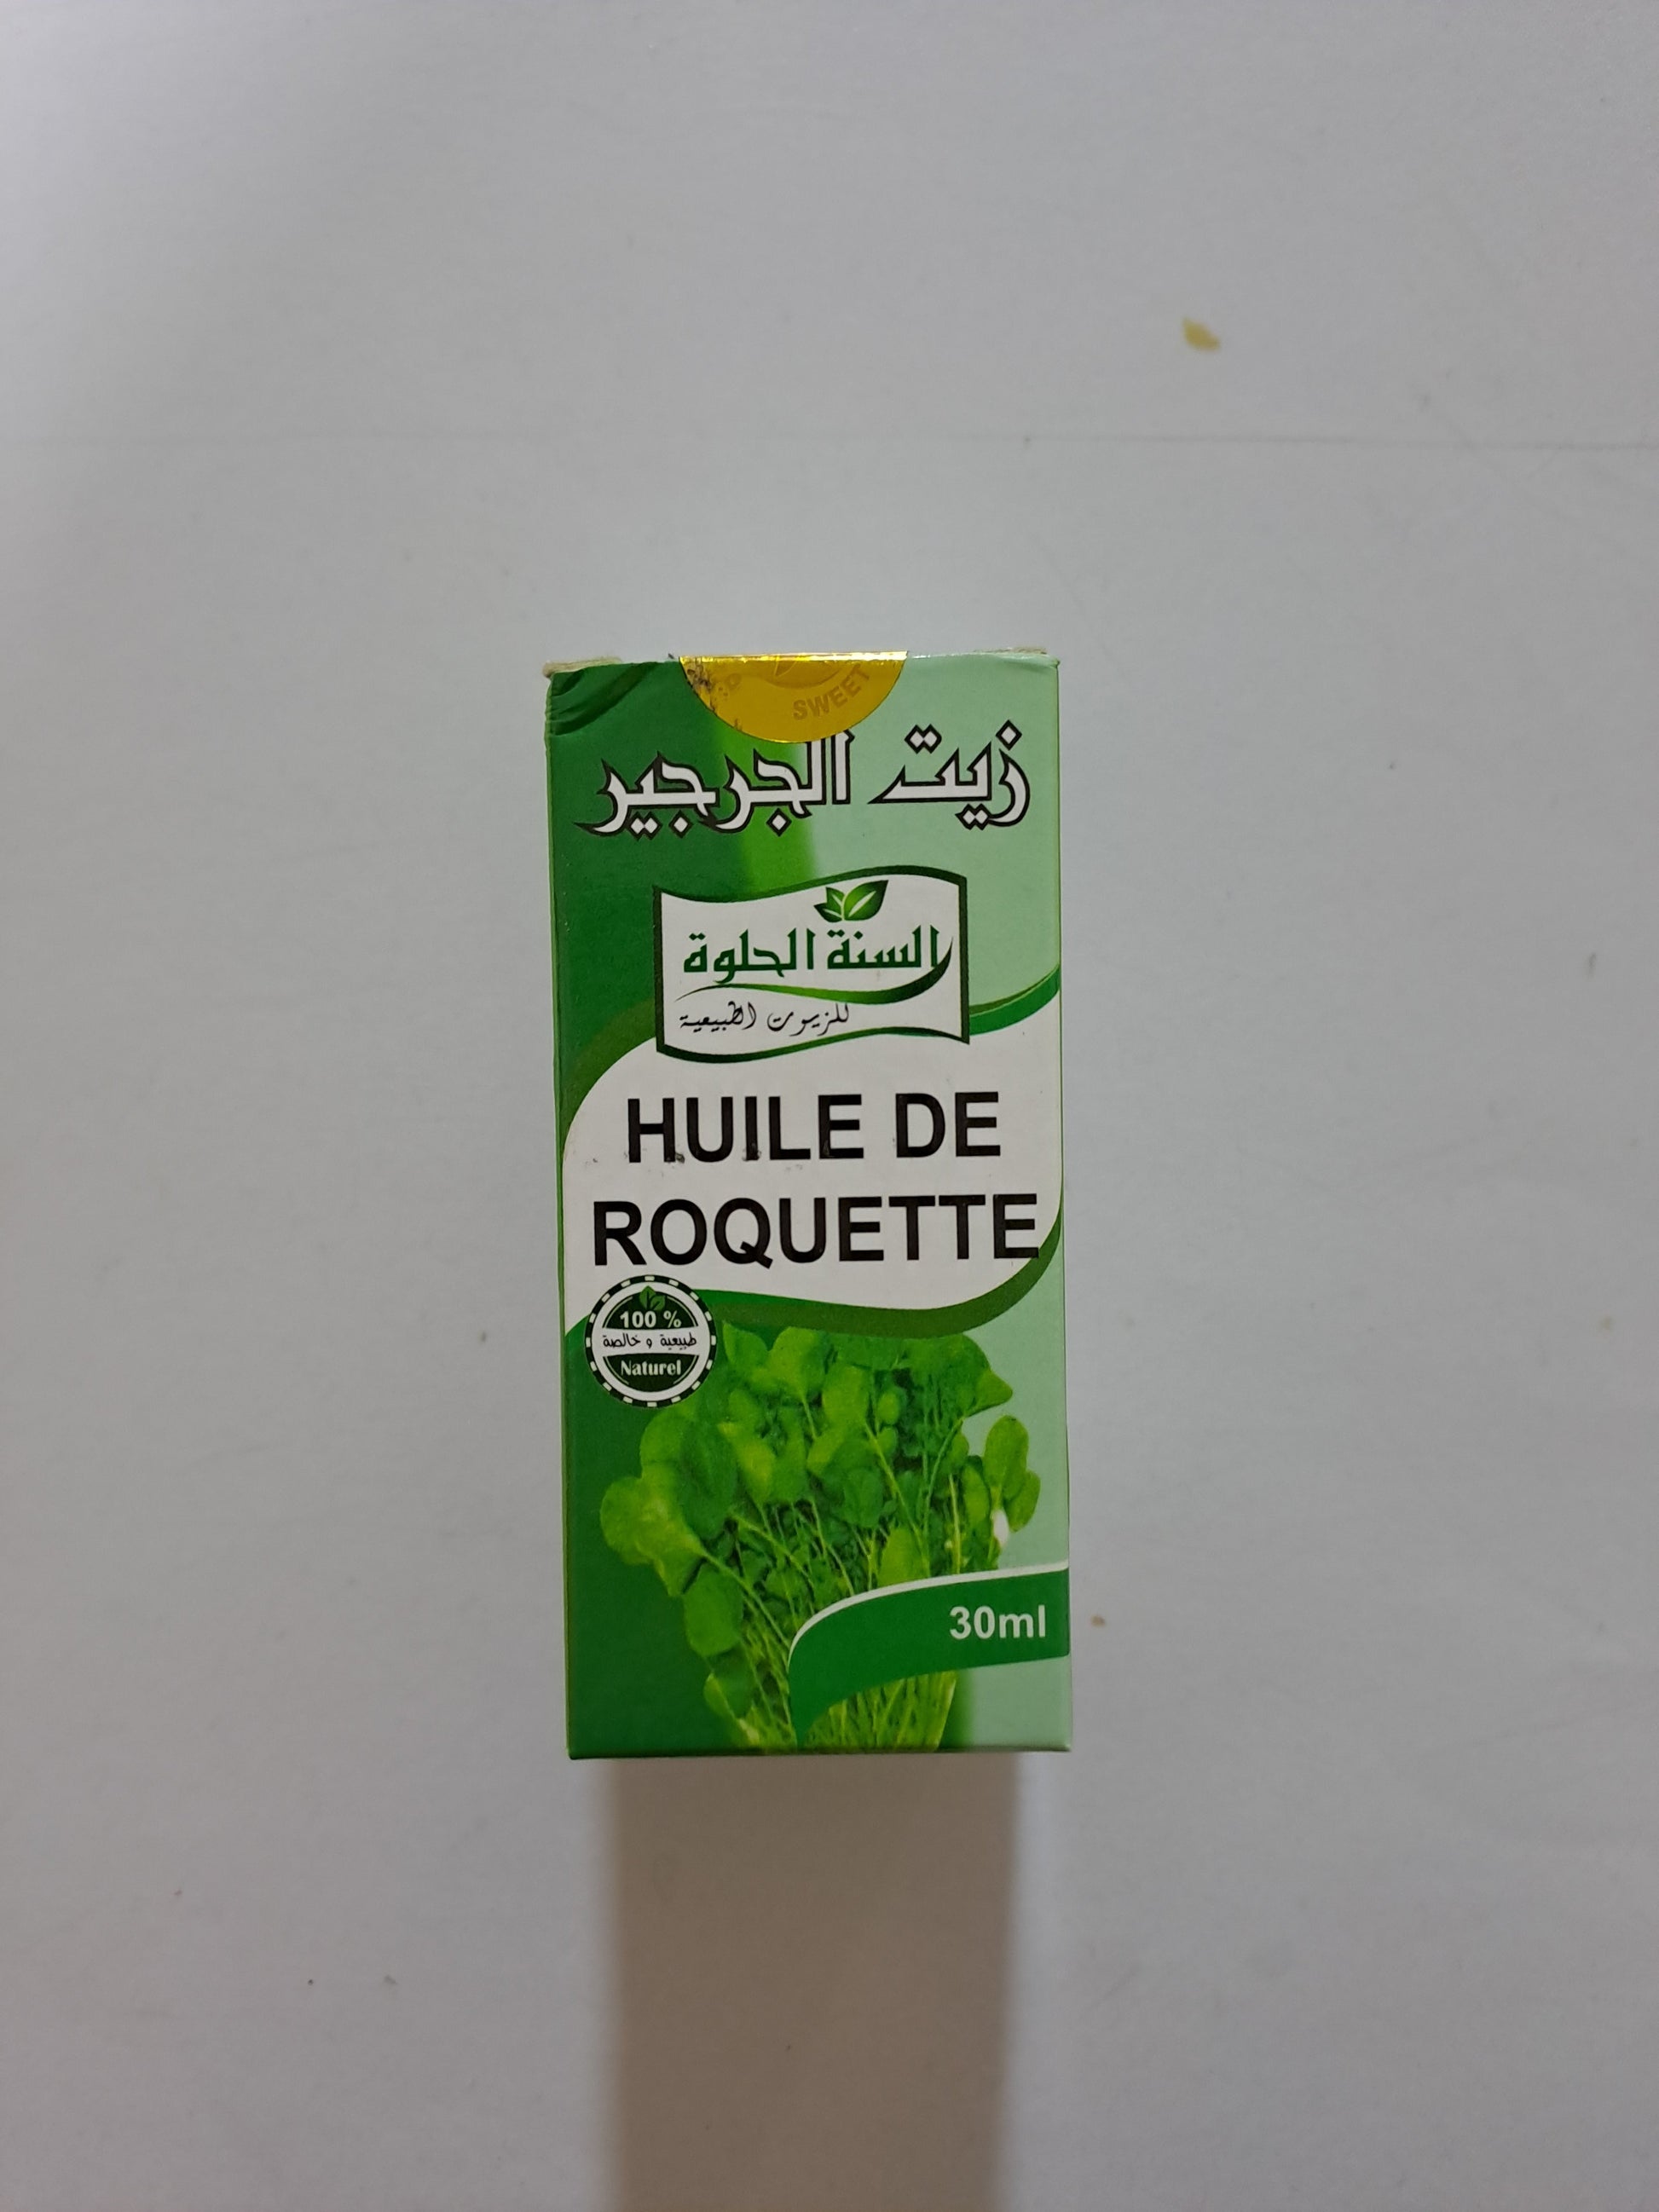 SWEET
زيت الجرجير
السنة الحلوة
للزيوت الطبيعية
HUILE DE
ROQUETTE
100 %
طبيعية و خالصة
Naturel
30ml